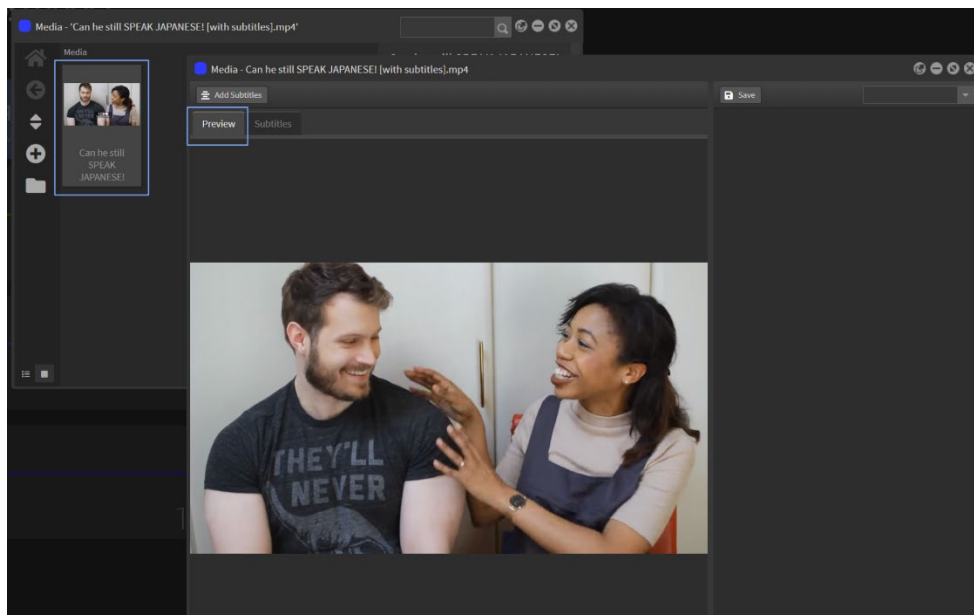 Media - 'Can he still SPEAK JAPANESE! [with subtitles].mp4'
Media
Can he still
SPEAK
JAPANESE!
Media - Can he still SPEAK JAPANESE! [with subtitles].mp4
Add Subtitles
Save
Preview
Subtitles
THEY'LL
NEVER